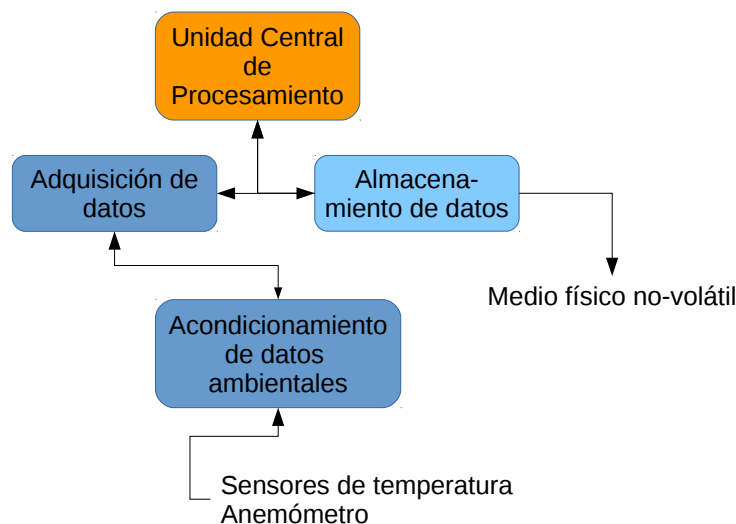 Unidad Central
de
Procesamiento
Adquisición de
datos
Almacena-
miento de datos
Medio físico no-volátil
Acondicionamiento
de datos
ambientales
Sensores de temperatura
Anemómetro